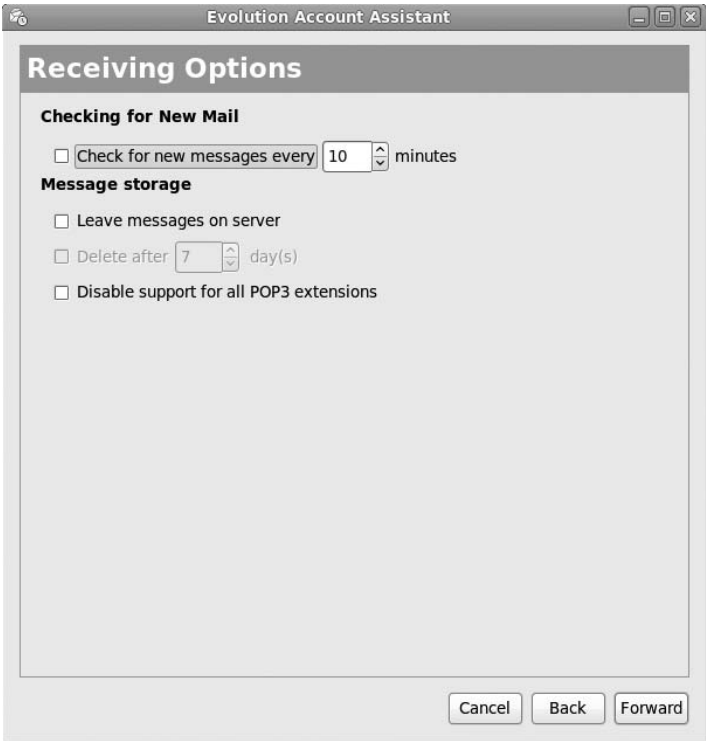 Evolution Account Assistant
Receiving Options
Checking for New Mail
Check for new messages every 10 minutes
Message storage
Leave messages on server
Delete after 7 day(s)
Disable support for all POP3 extensions
Cancel Back Forward